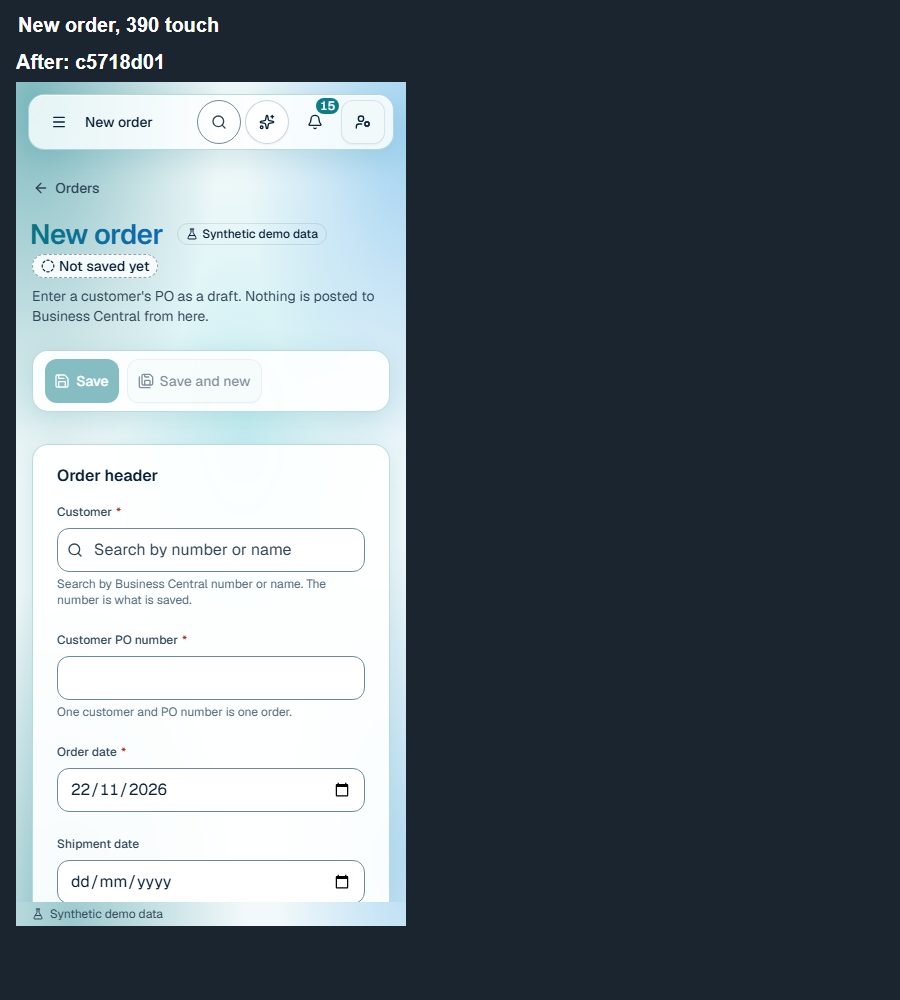 New order, 390 touch
After: c5718d01
New order
15
Orders
New order
Synthetic demo data
Not saved yet
Enter a customer's PO as a draft. Nothing is posted to
Business Central from here.
Save
Save and new
Order header
Customer *
Search by number or name
Search by Business Central number or name. The
number is what is saved.
Customer PO number *
One customer and PO number is one order.
Order date *
22/11/2026
Shipment date
dd/mm/yyyy
Synthetic demo data